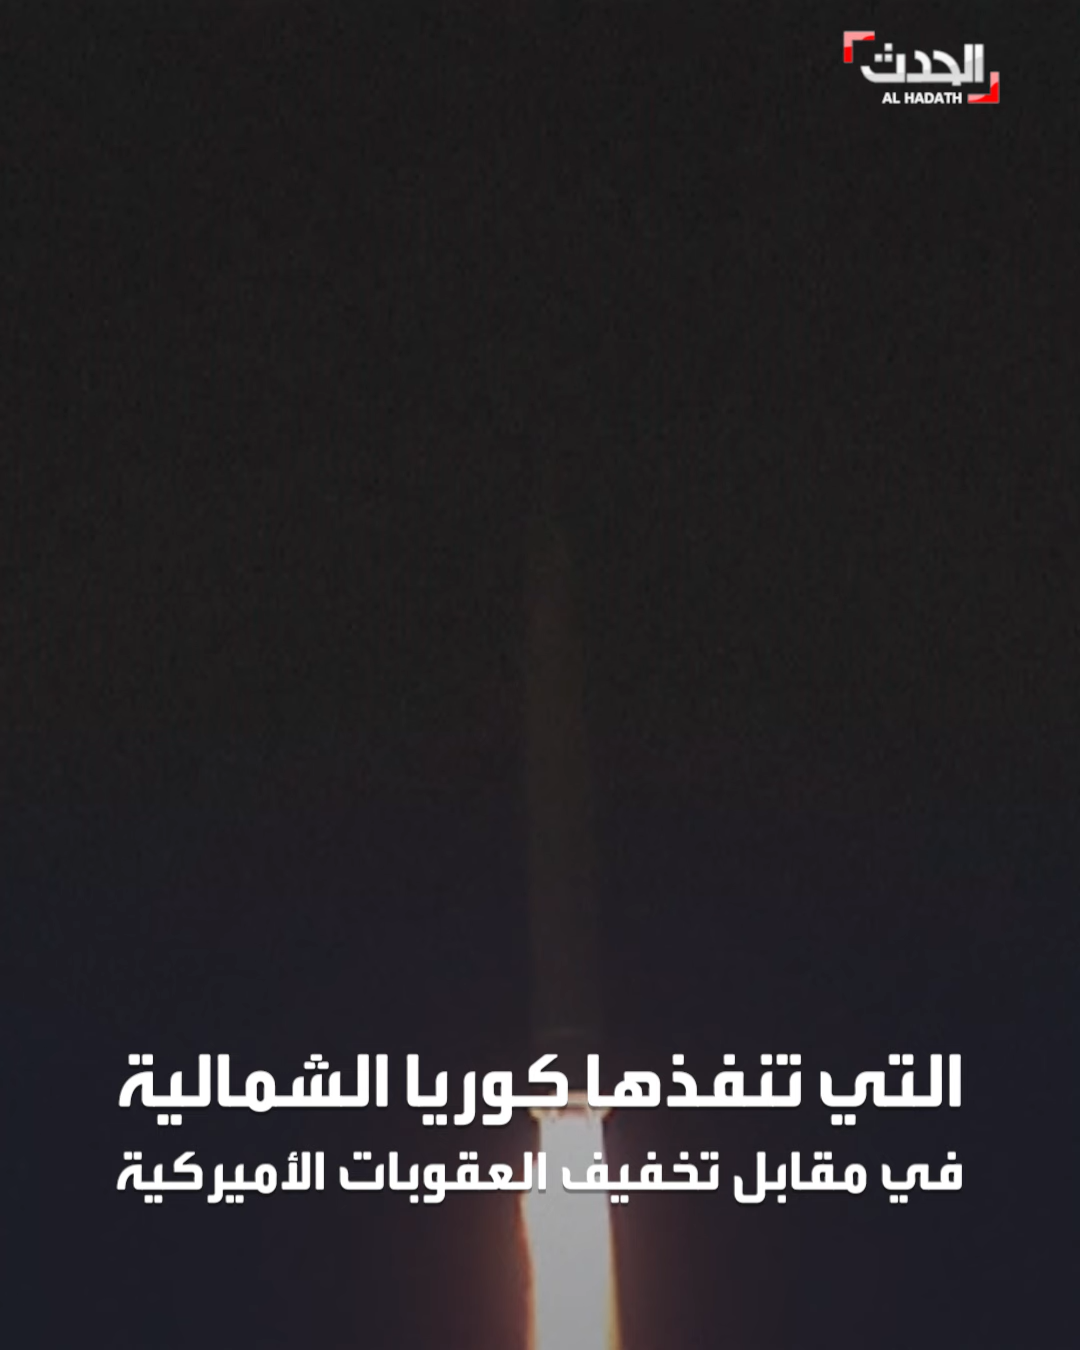 الحدث
AL HADATH
التي تنفذها كوريا الشمالية
في مقابل تخفيف العقوبات الأميركية